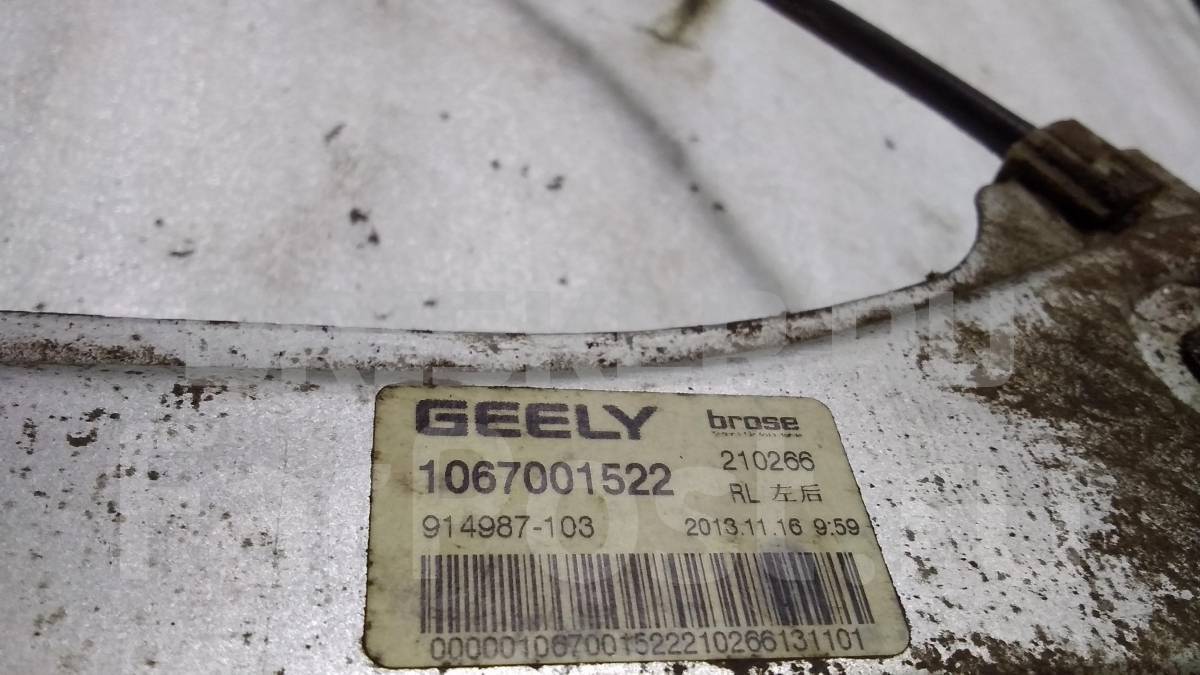 GEELY brose
1067001522 210266
RL 左后
914987-103 2013.11.16 9:59
000001067001522210266131101